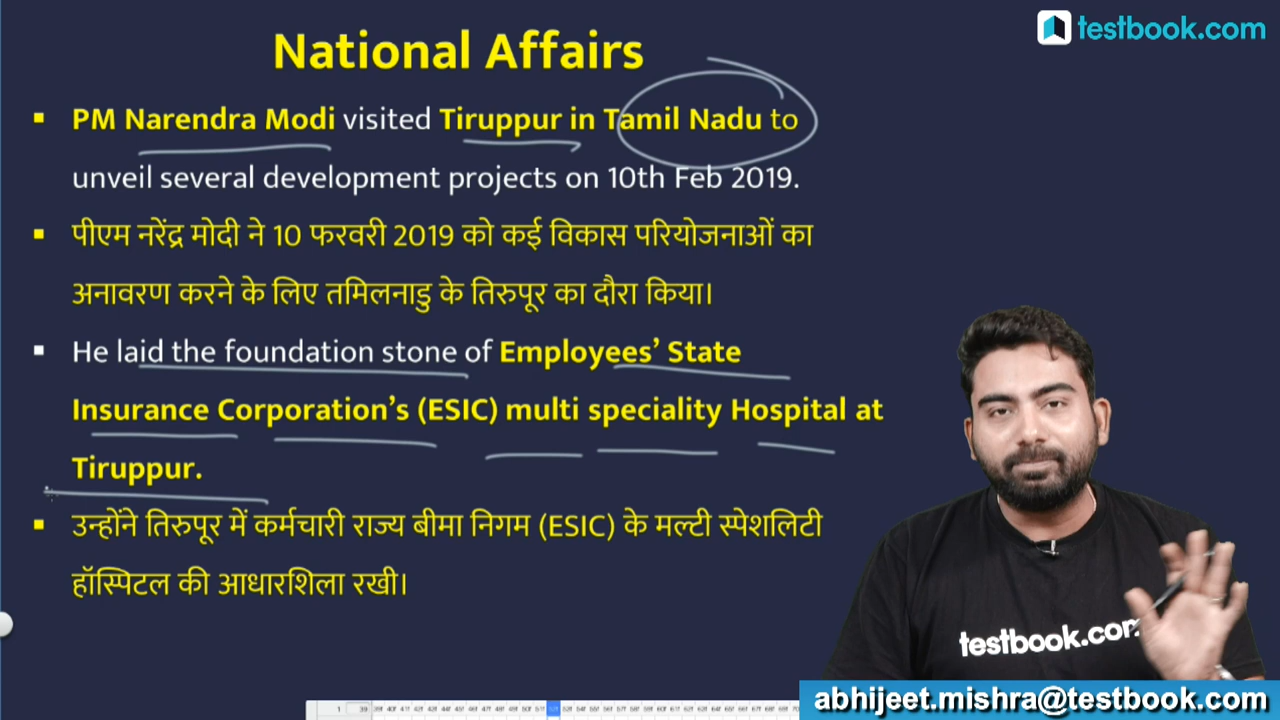 testbook.com
National Affairs
▪ PM Narendra Modi visited Tiruppur in Tamil Nadu to
unveil several development projects on 10th Feb 2019.
▪ पीएम नरेंद्र मोदी ने 10 फरवरी 2019 को कई विकास परियोजनाओं का
अनावरण करने के लिए तमिलनाडु के तिरुपूर का दौरा किया।
▪ He laid the foundation stone of Employees’ State
Insurance Corporation’s (ESIC) multi speciality Hospital at
Tiruppur.
▪ उन्होंने तिरुपूर में कर्मचारी राज्य बीमा निगम (ESIC) के मल्टी स्पेशलिटी
हॉस्पिटल की आधारशिला रखी।
testbook.com
abhijeet.mishra@testbook.com